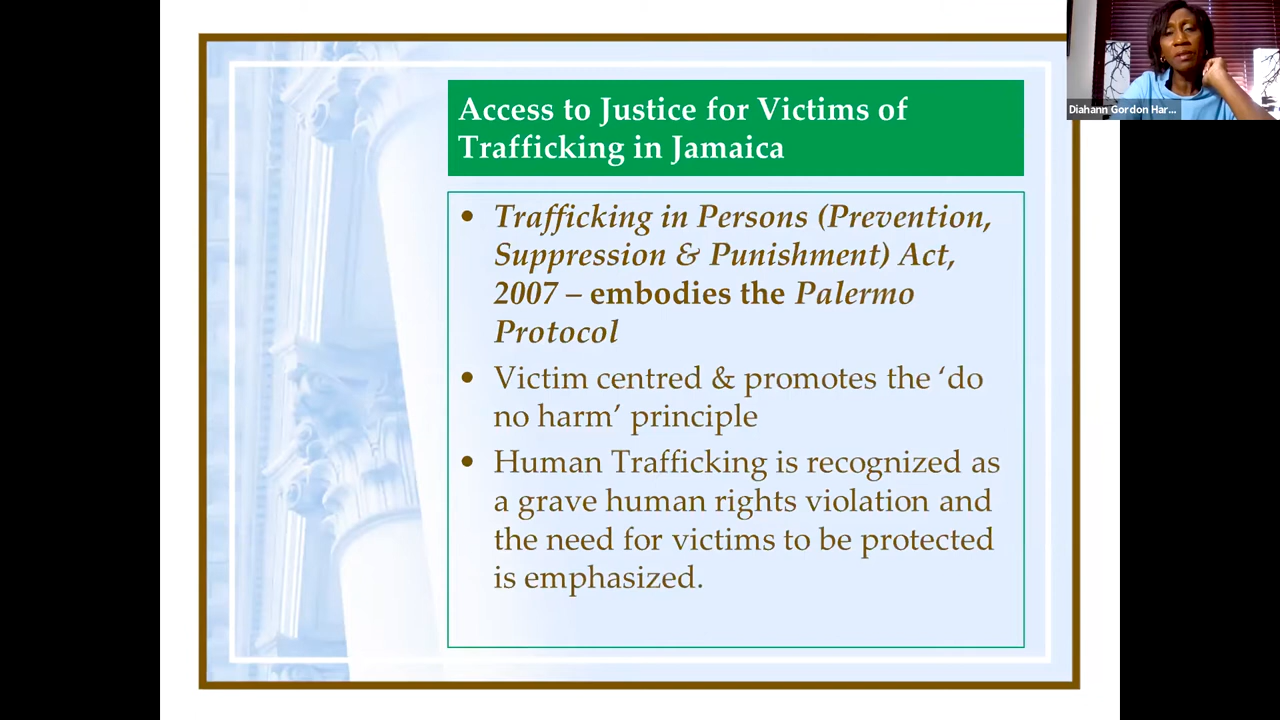 Access to Justice for Victims of
Trafficking in Jamaica
• Trafficking in Persons (Prevention,
Suppression & Punishment) Act,
2007 – embodies the Palermo
Protocol
• Victim centred & promotes the ‘do
no harm’ principle
• Human Trafficking is recognized as
a grave human rights violation and
the need for victims to be protected
is emphasized.
Diahann Gordon Har...